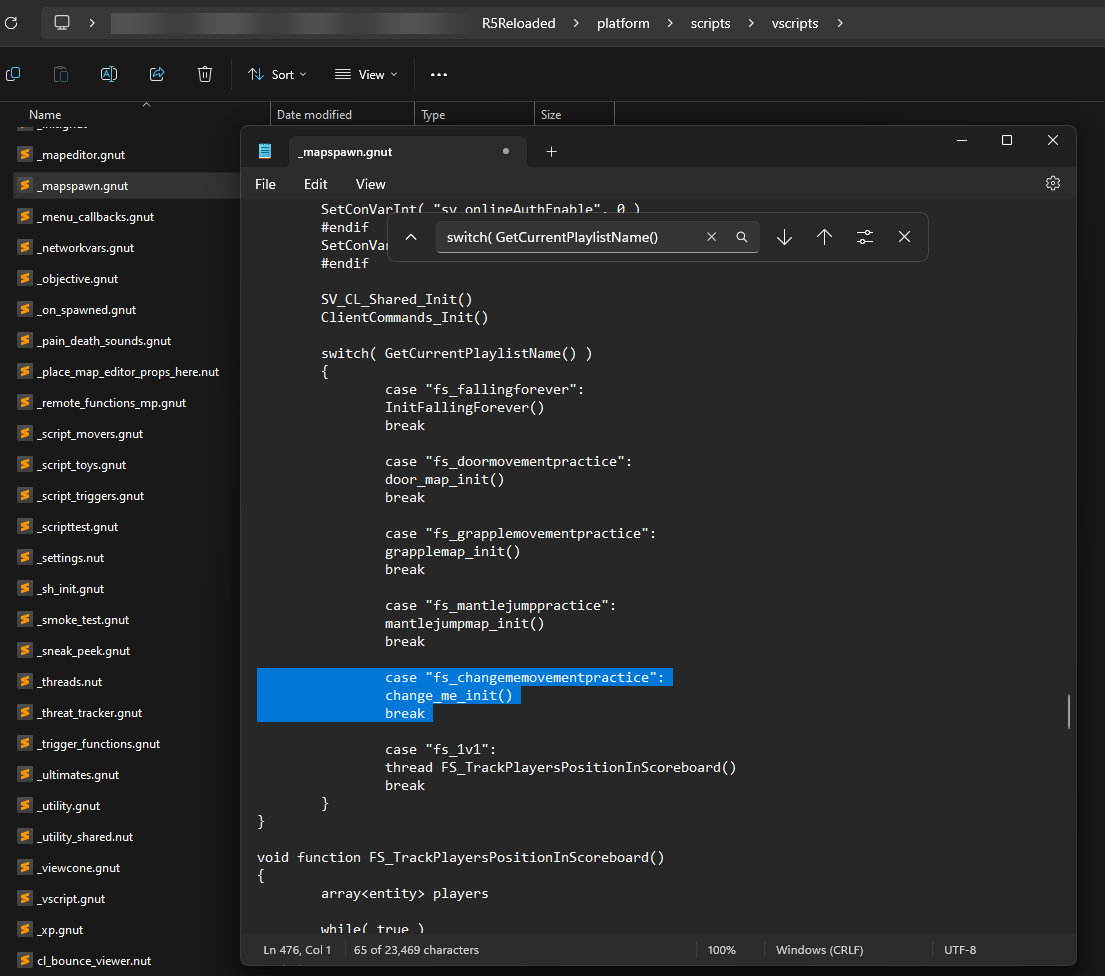 R5Reloaded > platform > scripts > vscripts >
Sort View
Name Date modified Type Size
_mapeditor.gnut
_mapspawn.gnut
_menu_callbacks.gnut
_networkvars.gnut
_objective.gnut
_on_spawned.gnut
_pain_death_sounds.gnut
_place_map_editor_props_here.nut
_remote_functions_mp.gnut
_script_movers.gnut
_script_toys.gnut
_script_triggers.gnut
_scripttest.gnut
_settings.nut
_sh_init.gnut
_smoke_test.gnut
_sneak_peek.gnut
_threads.nut
_threat_tracker.gnut
_trigger_functions.gnut
_ultimates.gnut
_utility.gnut
_utility_shared.nut
_viewcone.gnut
_vscript.gnut
_xp.gnut
cl_bounce_viewer.nut
_mapspawn.gnut
File Edit View
switch( GetCurrentPlaylistName()
SetConVarInt( "sv_onlineAuthEnable", 0 )
#endif
SetConVar
#endif
SV_CL_Shared_Init()
ClientCommands_Init()
switch( GetCurrentPlaylistName() )
{
case "fs_fallingforever":
InitFallingForever()
break
case "fs_doormovementpractice":
door_map_init()
break
case "fs_grapplemovementpractice":
grapplemap_init()
break
case "fs_mantlejumppractice":
mantlejumpmap_init()
break
case "fs_changememovementpractice":
change_me_init()
break
case "fs_1v1":
thread FS_TrackPlayersPositionInScoreboard()
break
}
}
void function FS_TrackPlayersPositionInScoreboard()
{
array<entity> players
while( true )
Ln 476, Col 1 65 of 23,469 characters 100% Windows (CRLF) UTF-8